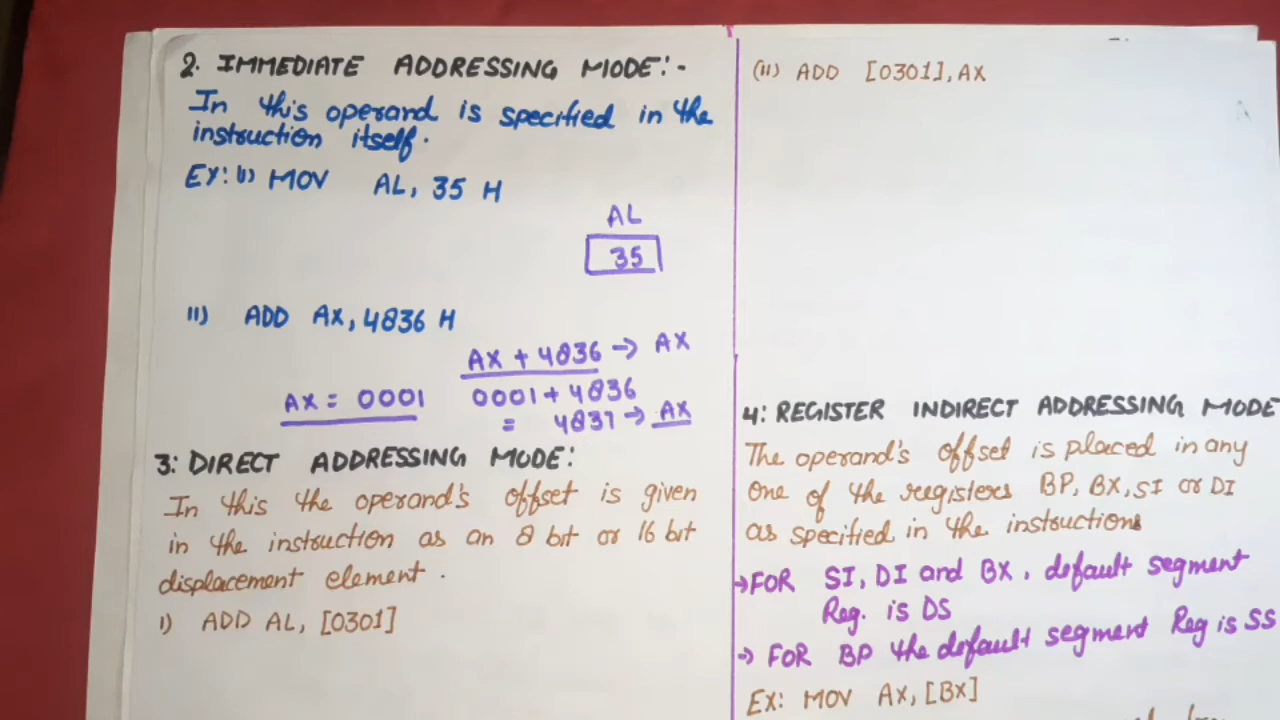 2. IMMEDIATE ADDRESSING MODE:-
In this operand is specified in the
instruction itself.
EX: i) MOV AL, 35 H
AL
35
ii) ADD AX, 4836 H
AX + 4836 → AX
AX = 0001 0001 + 4836
= 4837 → AX
3: DIRECT ADDRESSING MODE:
In this the operand's offset is given
in the instruction as an 8 bit or 16 bit
displacement element.
i) ADD AL, [0301]
(ii) ADD [0301], AX
4: REGISTER INDIRECT ADDRESSING MODE
The operand's offset is placed in any
one of the registers BP, BX, SI or DI
as specified in the instructions
→ FOR SI, DI and BX, default segment
Reg. is DS
→ FOR BP the default segment Reg is SS
EX: MOV AX, [BX]